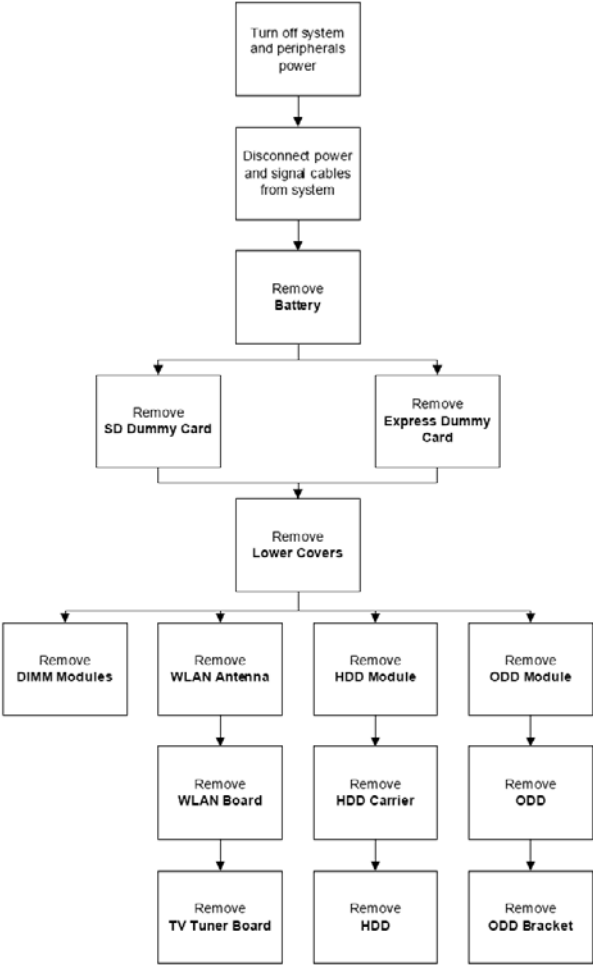 Turn off system
and peripherals
power
Disconnect power
and signal cables
from system
Remove
Battery
Remove
SD Dummy Card
Remove
Express Dummy
Card
Remove
Lower Covers
Remove
DIMM Modules
Remove
WLAN Antenna
Remove
HDD Module
Remove
ODD Module
Remove
WLAN Board
Remove
HDD Carrier
Remove
ODD
Remove
TV Tuner Board
Remove
HDD
Remove
ODD Bracket